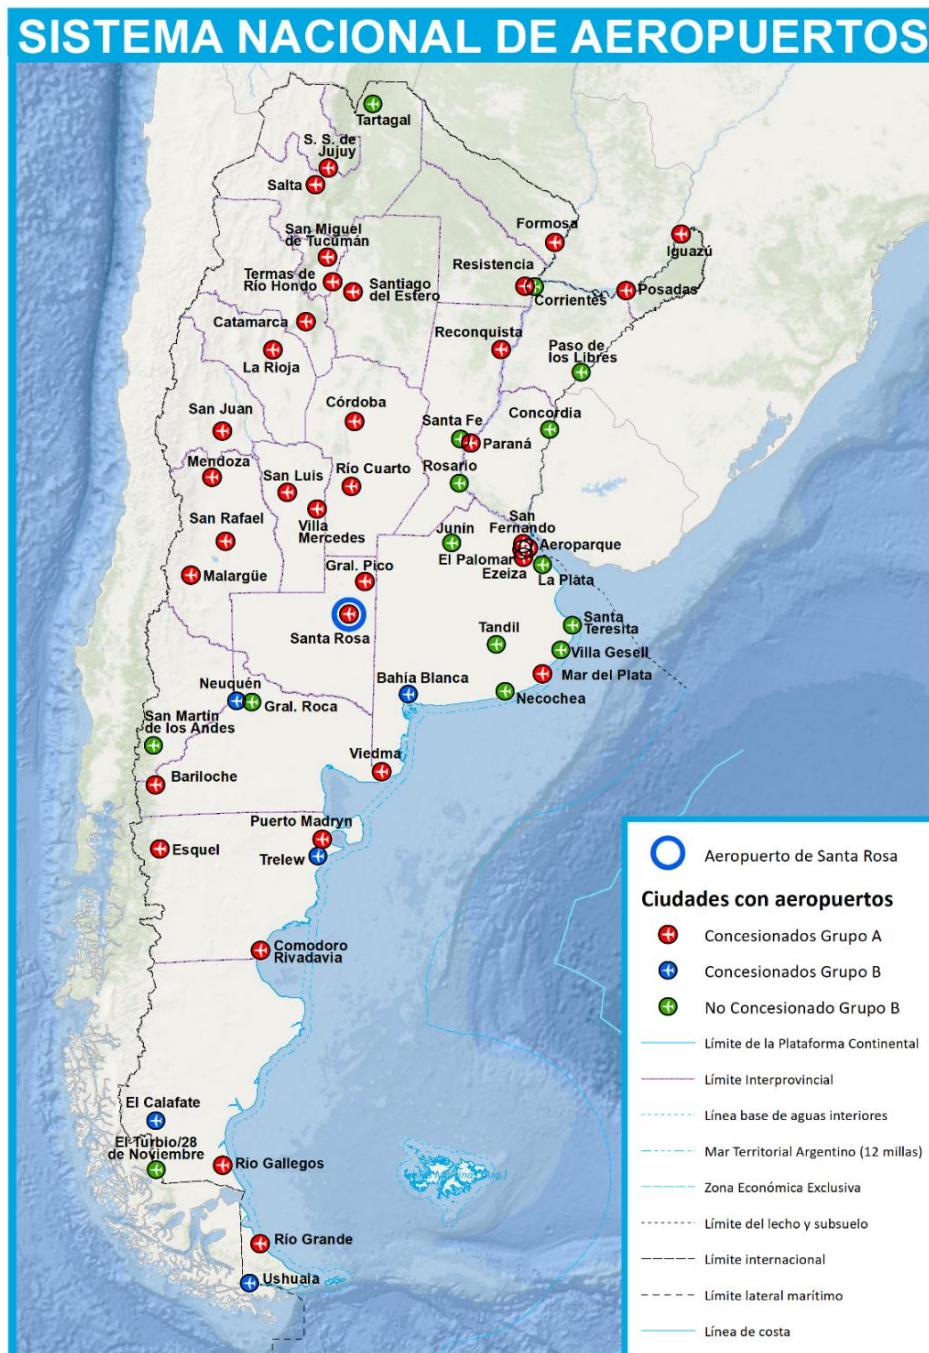 SISTEMA NACIONAL DE AEROPUERTOS
Tartagal
S. S. de
Jujuy
Salta
San Miguel
de Tucumán
Termas de
Río Hondo
Santiago
del Estero
Catamarca
La Rioja
Formosa
Iguazú
Resistencia
Corrientes
Posadas
Reconquista
Paso de
los Libres
San Juan
Córdoba
Santa Fe
Concordia
Paraná
Mendoza
San Luis
Río Cuarto
Rosario
Villa
Mercedes
San Rafael
San
Fernando
Junín
Aeroparque
El Palomar
Ezeiza
La Plata
Malargüe
Gral. Pico
Santa Rosa
Tandil
Santa
Teresita
Villa Gesell
Mar del Plata
Necochea
Neuquén
Gral. Roca
Bahía Blanca
San Martín
de los Andes
Bariloche
Viedma
Puerto Madryn
Esquel
Trelew
Comodoro
Rivadavia
El Calafate
El Turbio/28
de Noviembre
Río Gallegos
Río Grande
Ushuaia
Aeropuerto de Santa Rosa
Ciudades con aeropuertos
Concesionados Grupo A
Concesionados Grupo B
No Concesionado Grupo B
Límite de la Plataforma Continental
Límite Interprovincial
Línea base de aguas interiores
Mar Territorial Argentino (12 millas)
Zona Económica Exclusiva
Límite del lecho y subsuelo
Límite internacional
Límite lateral marítimo
Línea de costa